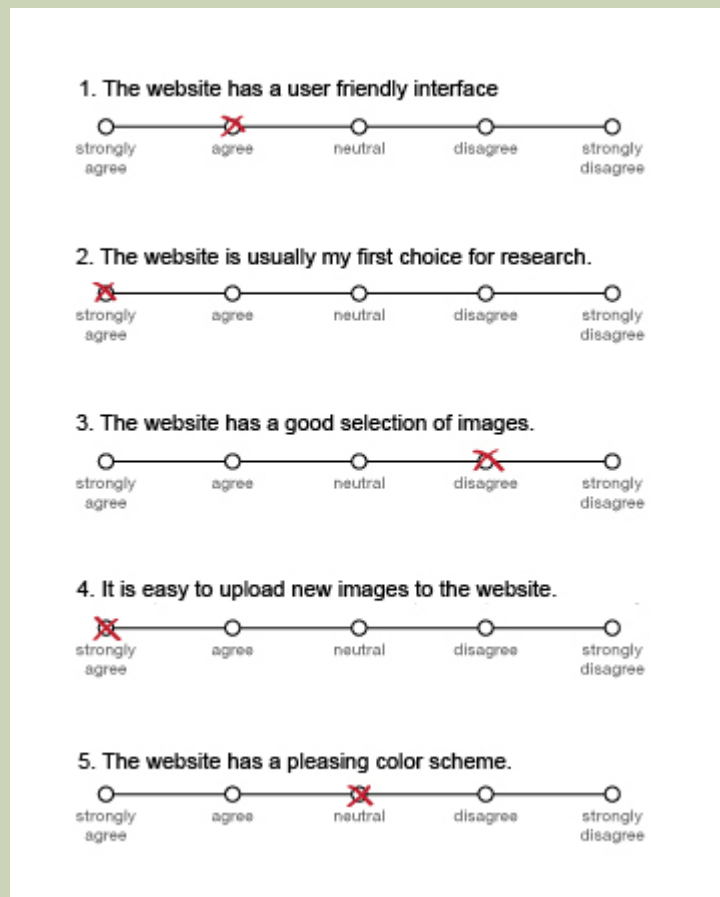 1. The website has a user friendly interface
strongly agree agree neutral disagree strongly disagree
2. The website is usually my first choice for research.
strongly agree agree neutral disagree strongly disagree
3. The website has a good selection of images.
strongly agree agree neutral disagree strongly disagree
4. It is easy to upload new images to the website.
strongly agree agree neutral disagree strongly disagree
5. The website has a pleasing color scheme.
strongly agree agree neutral disagree strongly disagree